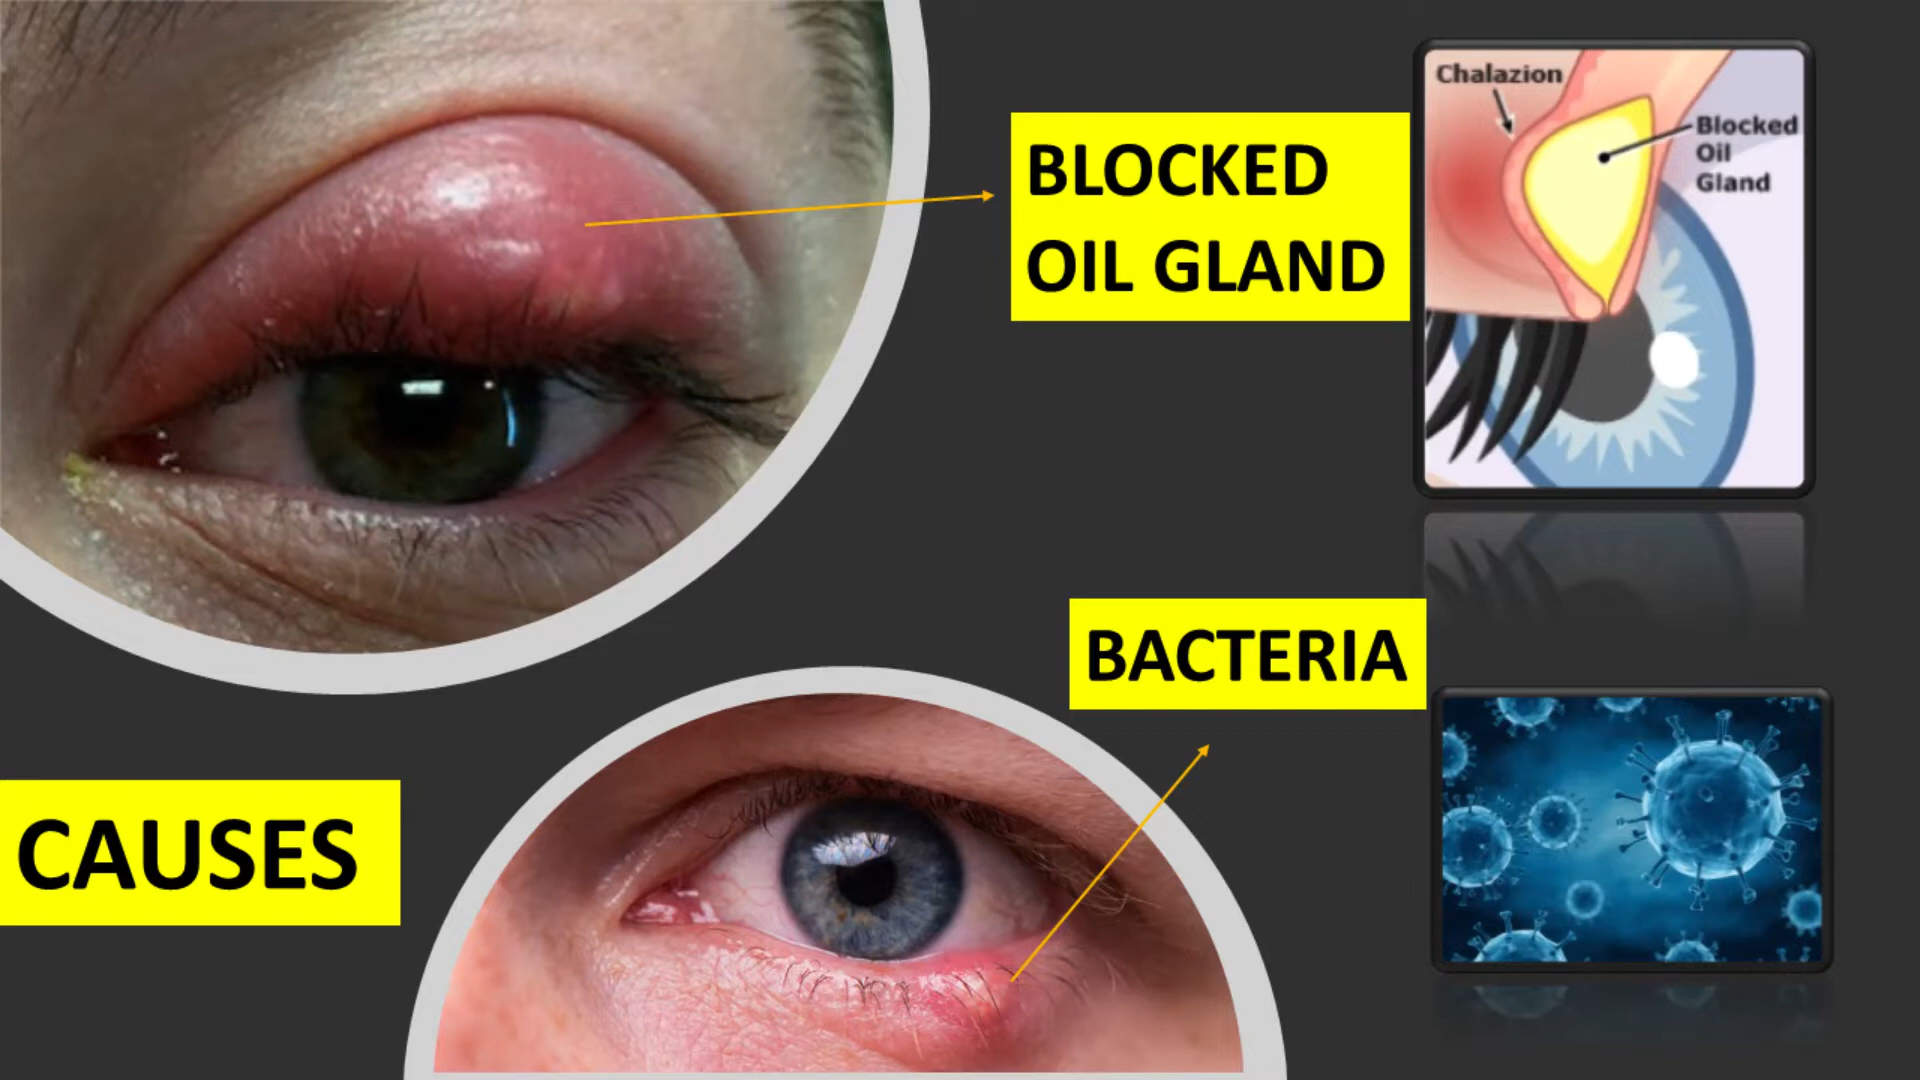 BLOCKED
OIL GLAND
Chalazion
Blocked
Oil
Gland
BACTERIA
CAUSES